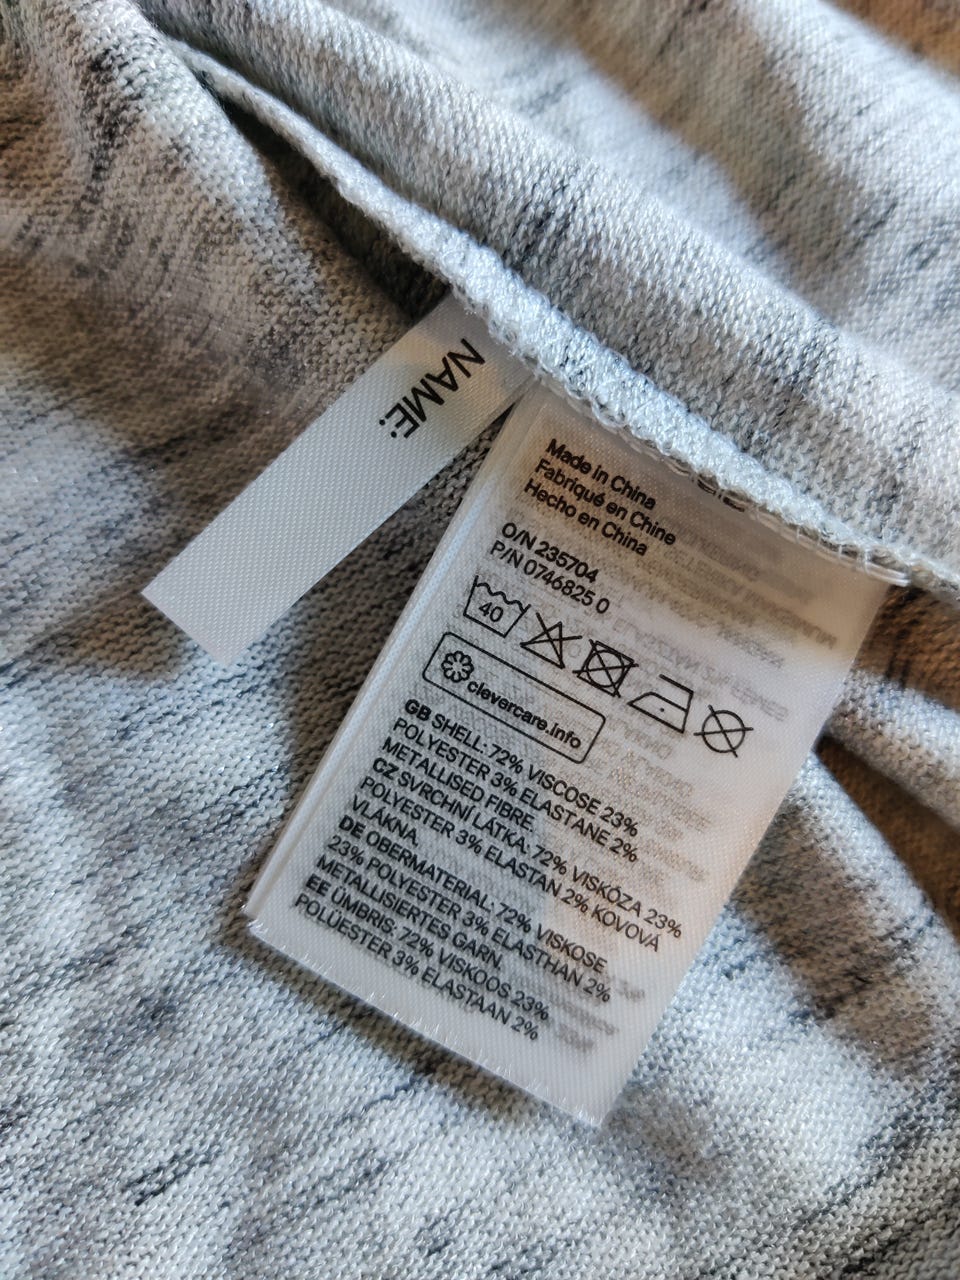 NAME:
Made in China
Fabriqué en Chine
Hecho en China
O/N 235704
P/N 0746825 0
40
clevercare.info
GB SHELL: 72% VISCOSE 23%
POLYESTER 3% ELASTANE 2%
METALLISED FIBRE.
CZ SVRCHNÍ LÁTKA: 72% VISKÓZA 23%
POLYESTER 3% ELASTAN 2% KOVOVÁ
VLÁKNA.
DE OBERMATERIAL: 72% VISKOSE
23% POLYESTER 3% ELASTHAN 2%
METALLISIERTES GARN.
EE ÜMBRIS: 72% VISKOOS 23%
POLÜESTER 3% ELASTAAN 2%